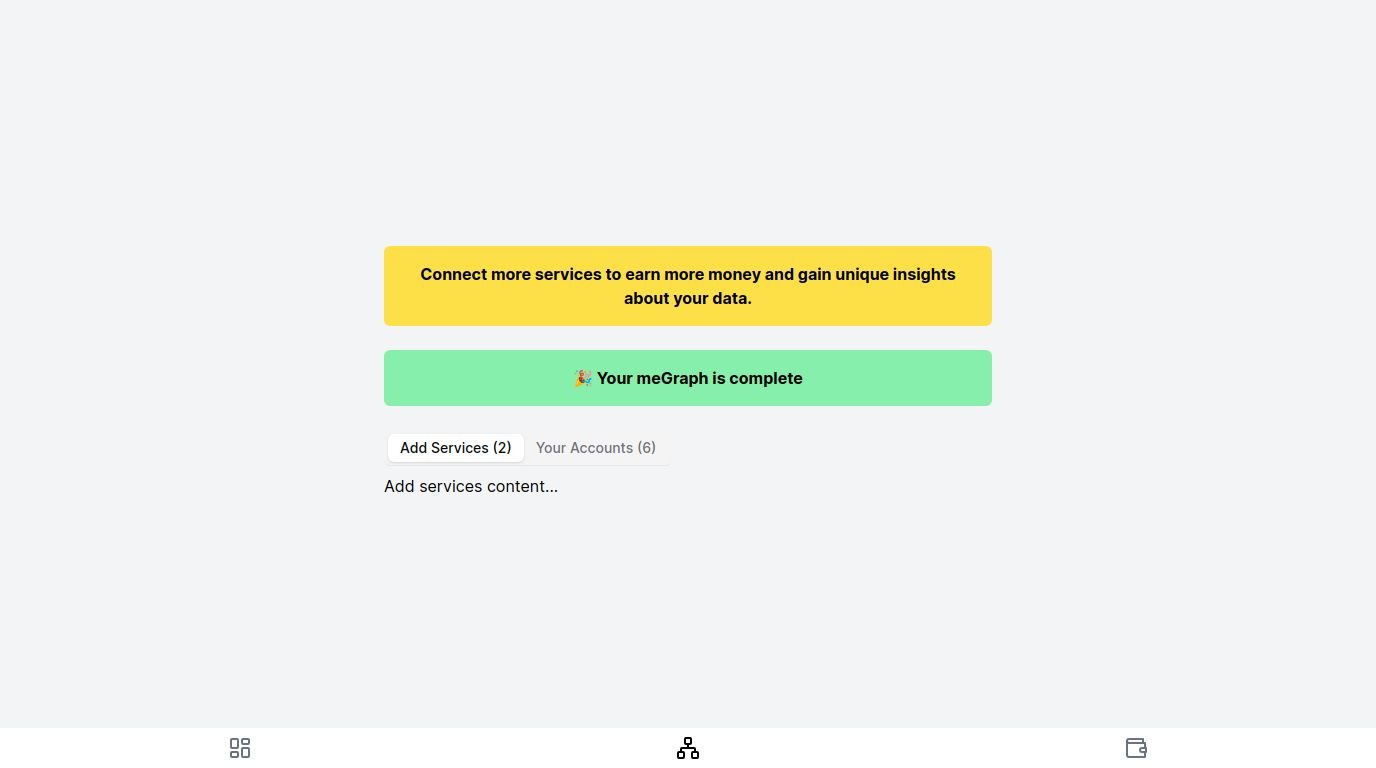 Connect more services to earn more money and gain unique insights
about your data.
🎉 Your meGraph is complete
Add Services (2) Your Accounts (6)
Add services content...